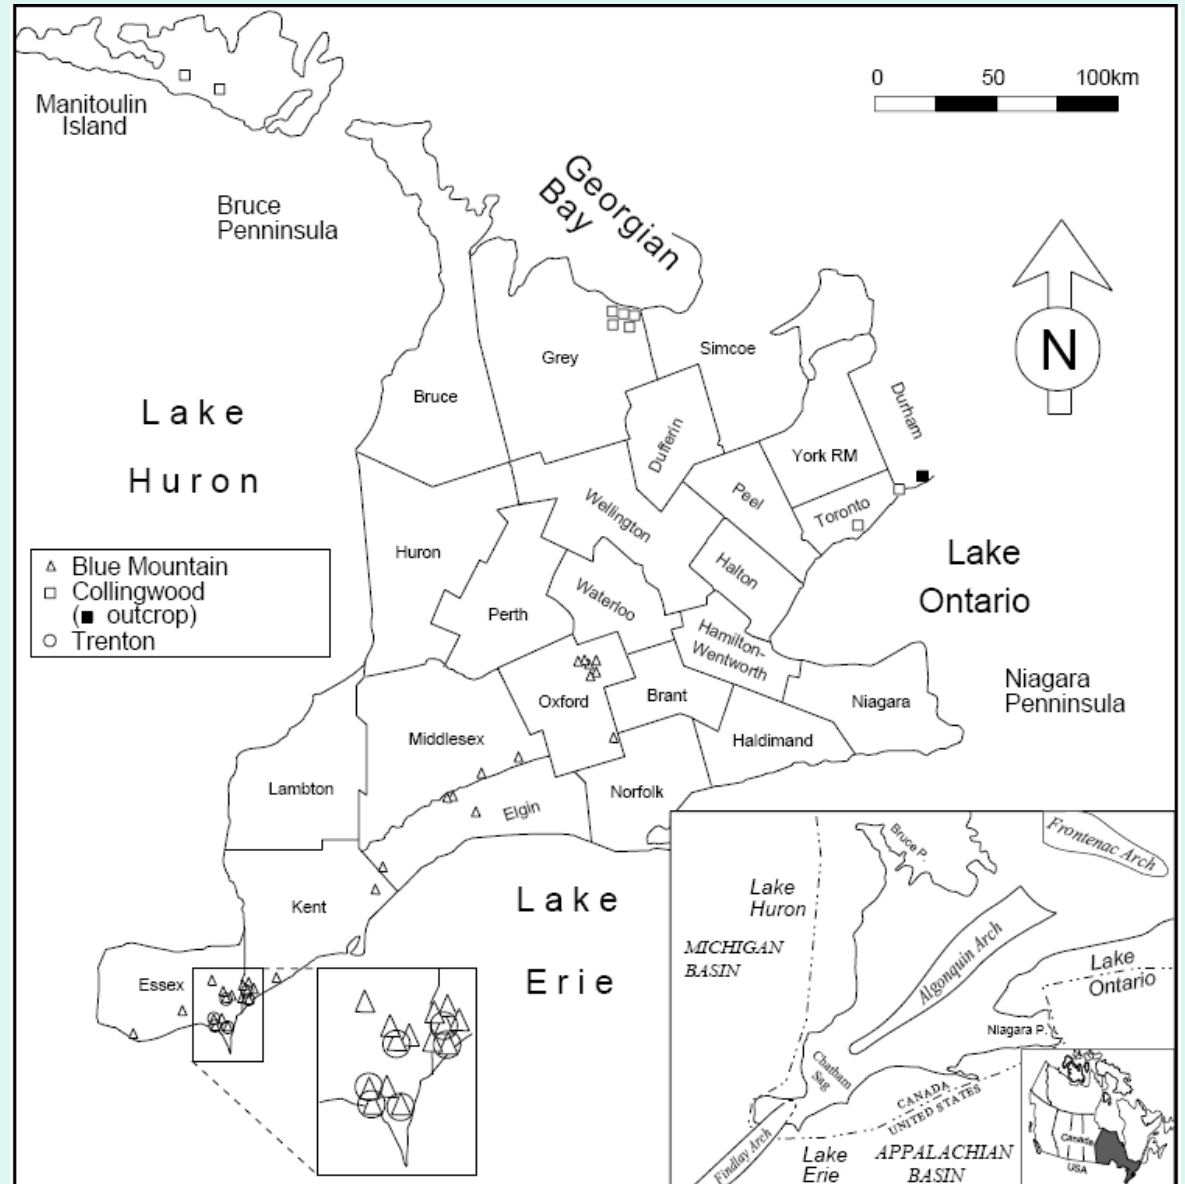 0 50 100km
Manitoulin
Island
Bruce
Penninsula
Georgian
Bay
N
Grey
Simcoe
Bruce
Durham
Dufferin
York RM
Lake
Huron
Peel
Toronto
Wellington
Huron
Halton
Lake
Ontario
Blue Mountain
Collingwood
(■ outcrop)
Trenton
Perth
Waterloo
Hamilton-
Wentworth
Niagara
Penninsula
Oxford
Brant
Niagara
Middlesex
Haldimand
Lambton
Elgin
Norfolk
Kent
Lake
Erie
Essex
Bruce P.
Frontenac Arch
Lake
Huron
MICHIGAN
BASIN
Algonquin Arch
Lake
Ontario
Niagara P.
Chatham
Sag
CANADA
UNITED STATES
Findlay Arch
Lake
Erie
APPALACHIAN
BASIN
Canada
USA